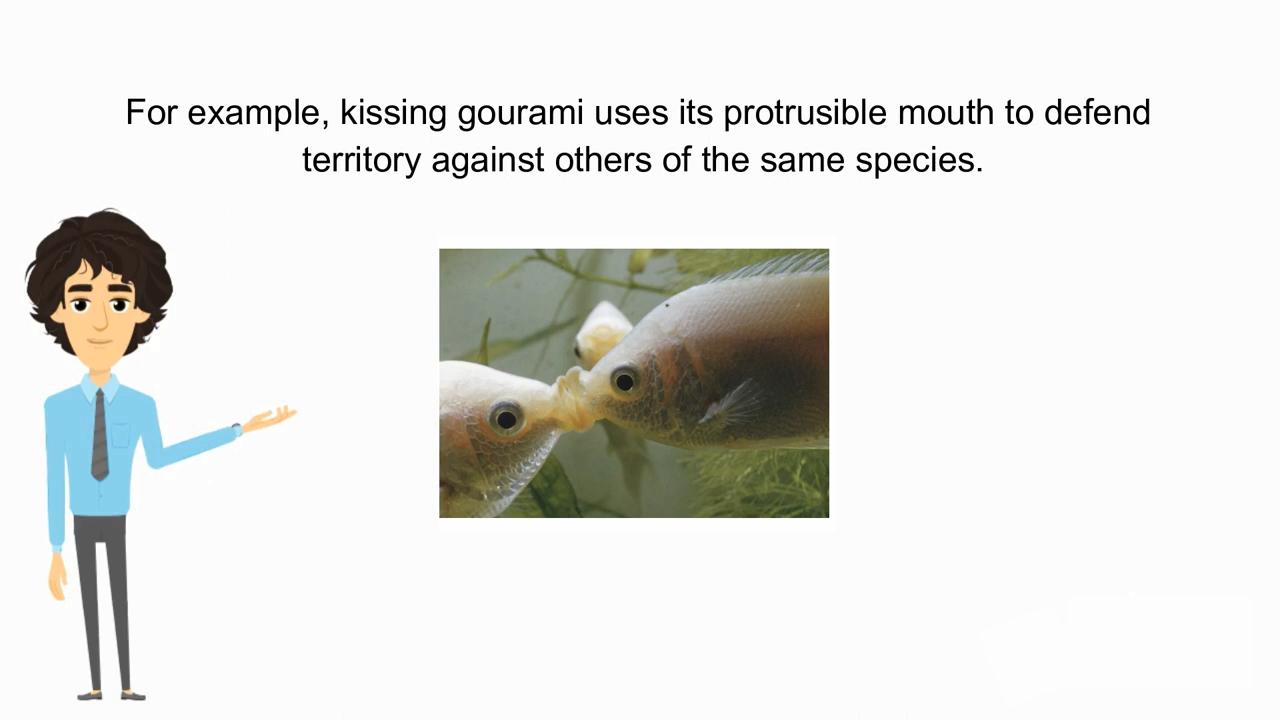 For example, kissing gourami uses its protrusible mouth to defend
territory against others of the same species.